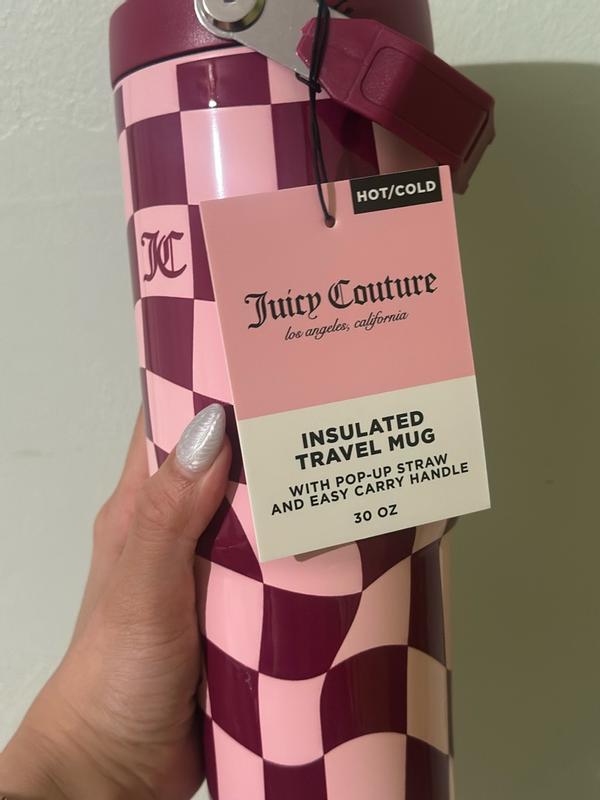 HOT/COLD
JC
Juicy Couture
los angeles, california
INSULATED
TRAVEL MUG
WITH POP-UP STRAW
AND EASY CARRY HANDLE
30 OZ